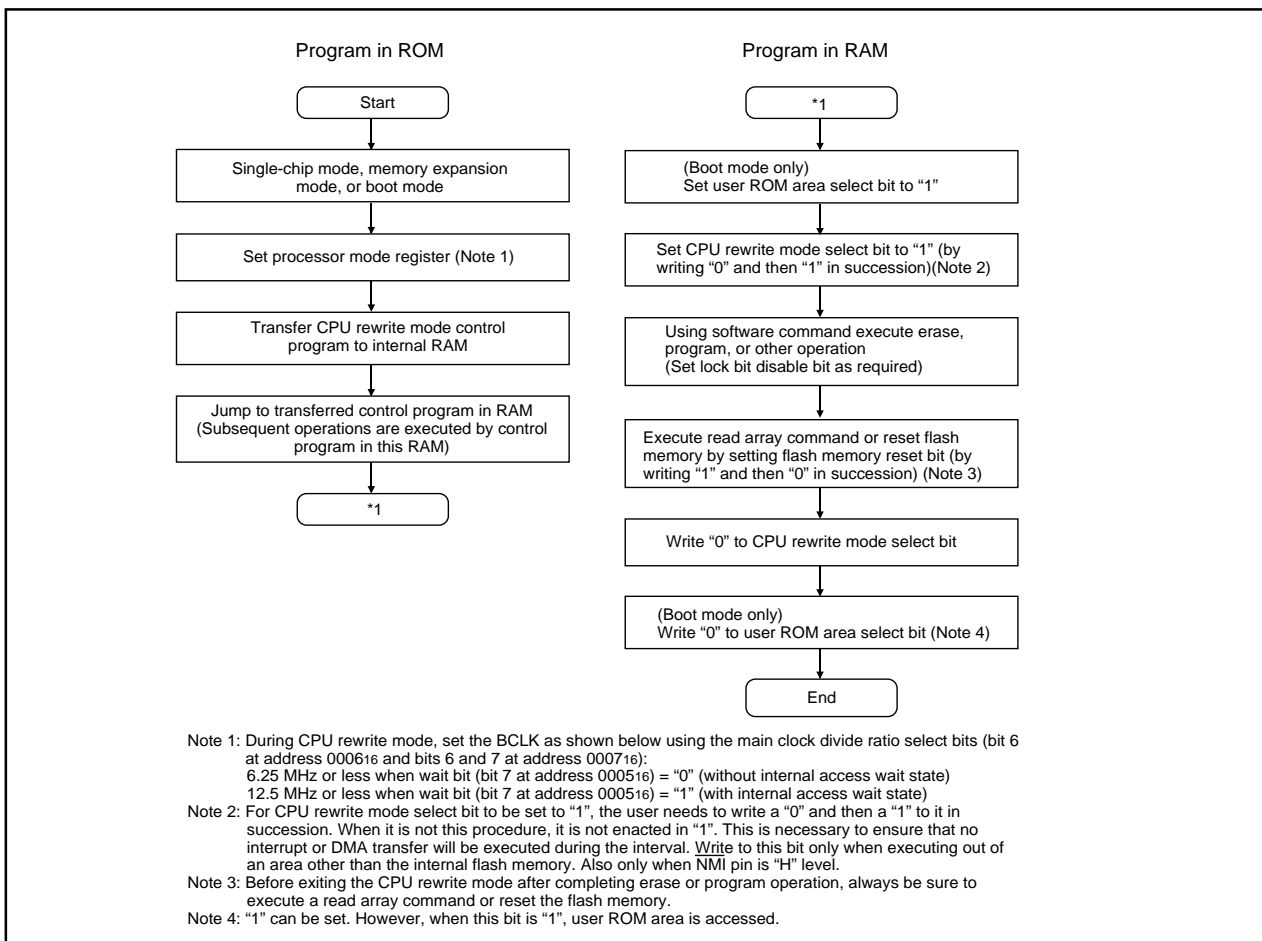 Program in ROM
Start
Single-chip mode, memory expansion
mode, or boot mode
Set processor mode register (Note 1)
Transfer CPU rewrite mode control
program to internal RAM
Jump to transferred control program in RAM
(Subsequent operations are executed by control
program in this RAM)
*1
Program in RAM
*1
(Boot mode only)
Set user ROM area select bit to “1”
Set CPU rewrite mode select bit to “1” (by
writing “0” and then “1” in succession)(Note 2)
Using software command execute erase,
program, or other operation
(Set lock bit disable bit as required)
Execute read array command or reset flash
memory by setting flash memory reset bit (by
writing “1” and then “0” in succession) (Note 3)
Write “0” to CPU rewrite mode select bit
(Boot mode only)
Write “0” to user ROM area select bit (Note 4)
End
Note 1: During CPU rewrite mode, set the BCLK as shown below using the main clock divide ratio select bits (bit 6
at address 000616 and bits 6 and 7 at address 000716):
6.25 MHz or less when wait bit (bit 7 at address 000516) = “0” (without internal access wait state)
12.5 MHz or less when wait bit (bit 7 at address 000516) = “1” (with internal access wait state)
Note 2: For CPU rewrite mode select bit to be set to “1”, the user needs to write a “0” and then a “1” to it in
succession. When it is not this procedure, it is not enacted in “1”. This is necessary to ensure that no
interrupt or DMA transfer will be executed during the interval. Write to this bit only when executing out of
an area other than the internal flash memory. Also only when NMI pin is “H” level.
Note 3: Before exiting the CPU rewrite mode after completing erase or program operation, always be sure to
execute a read array command or reset the flash memory.
Note 4: “1” can be set. However, when this bit is “1”, user ROM area is accessed.